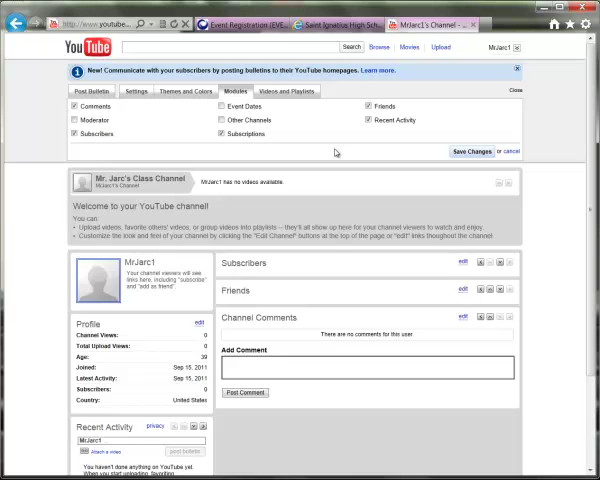 http://www.youtube...
Event Registration (EVE...
Saint Ignatius High Sch...
MrJarc1's Channel - ...
YouTube
Search
Browse
Movies
Upload
MrJarc1
New! Communicate with your subscribers by posting bulletins to their YouTube homepages. Learn more.
Post Bulletin
Settings
Themes and Colors
Modules
Videos and Playlists
Close
Comments
Event Dates
Friends
Moderator
Other Channels
Recent Activity
Subscribers
Subscriptions
Save Changes or cancel
Mr. Jarc's Class Channel
MrJarc1's Channel
MrJarc1 has no videos available.
Welcome to your YouTube channel!
You can:
• Upload videos, favorite others' videos, or group videos into playlists -- they'll all show up here for your channel viewers to watch and enjoy.
• Customize the look and feel of your channel by clicking the "Edit Channel" buttons at the top of the page or "edit" links thoughout the channel
MrJarc1
Your channel viewers will see
links here, including "subscribe"
and "add as friend".
Subscribers
edit
Friends
edit
Channel Comments
edit
There are no comments for this user.
Add Comment
Post Comment
Profile
edit
Channel Views: 0
Total Upload Views: 0
Age: 39
Joined: Sep 15, 2011
Latest Activity: Sep 15, 2011
Subscribers: 0
Country: United States
Recent Activity
privacy
MrJarc1
Attach a video
post bulletin
You haven't done anything on YouTube yet.
When you start uploading, favoriting